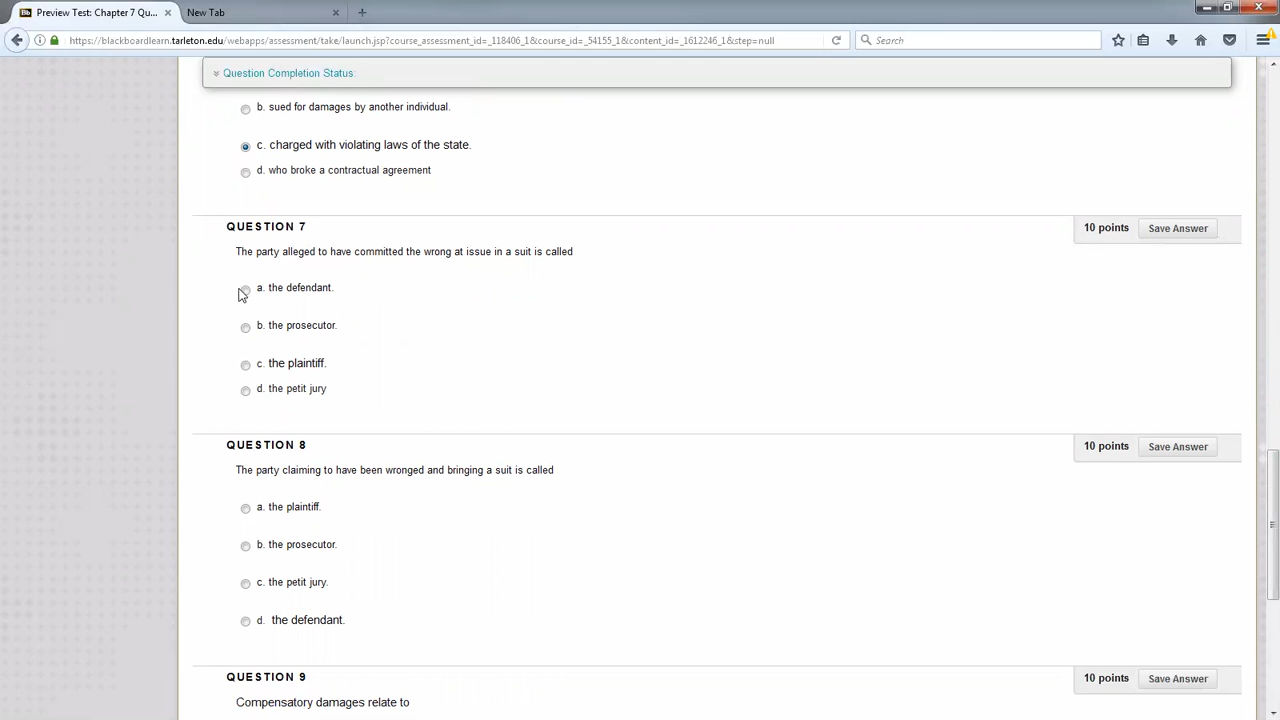 Preview Test: Chapter 7 Qu... × New Tab × +
https://blackboardlearn.tarleton.edu/webapps/assessment/take/launch.jsp?course_assessment_id=_118406_1&course_id=_54155_1&content_id=_1612246_1&step=null Search
Question Completion Status:
b. sued for damages by another individual.
c. charged with violating laws of the state.
d. who broke a contractual agreement
QUESTION 7 10 points Save Answer
The party alleged to have committed the wrong at issue in a suit is called
a. the defendant.
b. the prosecutor.
c. the plaintiff.
d. the petit jury
QUESTION 8 10 points Save Answer
The party claiming to have been wronged and bringing a suit is called
a. the plaintiff.
b. the prosecutor.
c. the petit jury.
d. the defendant.
QUESTION 9 10 points Save Answer
Compensatory damages relate to